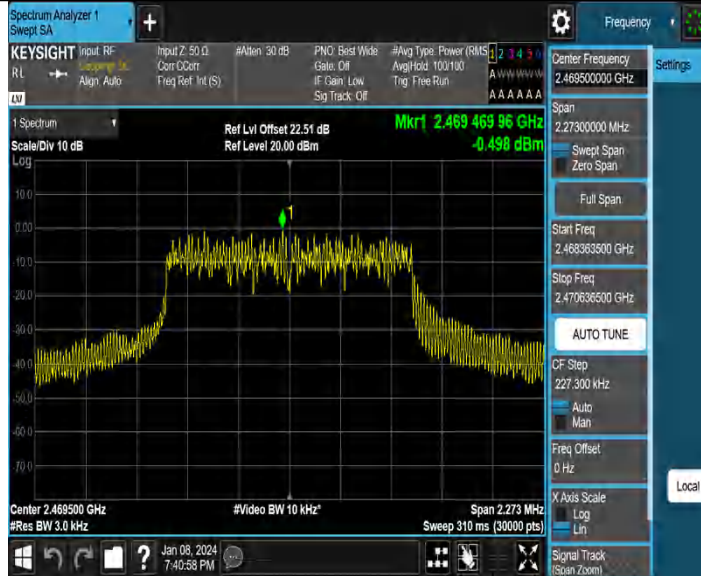 Spectrum Analyzer 1
Swept SA
+
Frequency
KEYSIGHT
Input: RF
Align: Auto
RL
Input Z: 50 Ω
Corr CCorr
Freq Ref: Int (S)
#Atten: 30 dB
PNO: Best Wide
Gate: Off
IF Gain: Low
Sig Track: Off
#Avg Type: Power (RMS
Avg|Hold: 100/100
Trig: Free Run
1 2 3 4 5 6
A W W W W W
A A A A A A
LXI
1 Spectrum
Scale/Div 10 dB
Log
Ref Lvl Offset 22.51 dB
Ref Level 20.00 dBm
Mkr1 2.469 469 96 GHz
-0.498 dBm
1
10.0
0.00
-10.0
-20.0
-30.0
-40.0
-50.0
-60.0
-70.0
Center 2.469500 GHz
#Res BW 3.0 kHz
#Video BW 10 kHz*
Span 2.273 MHz
Sweep 310 ms (30000 pts)
Center Frequency
2.469500000 GHz
Span
2.27300000 MHz
Swept Span
Zero Span
Full Span
Start Freq
2.468363500 GHz
Stop Freq
2.470636500 GHz
AUTO TUNE
CF Step
227.300 kHz
Auto
Man
Freq Offset
0 Hz
X Axis Scale
Log
Lin
Signal Track
(Span Zoom)
Settings
Local
?
Jan 08, 2024
7:40:58 PM